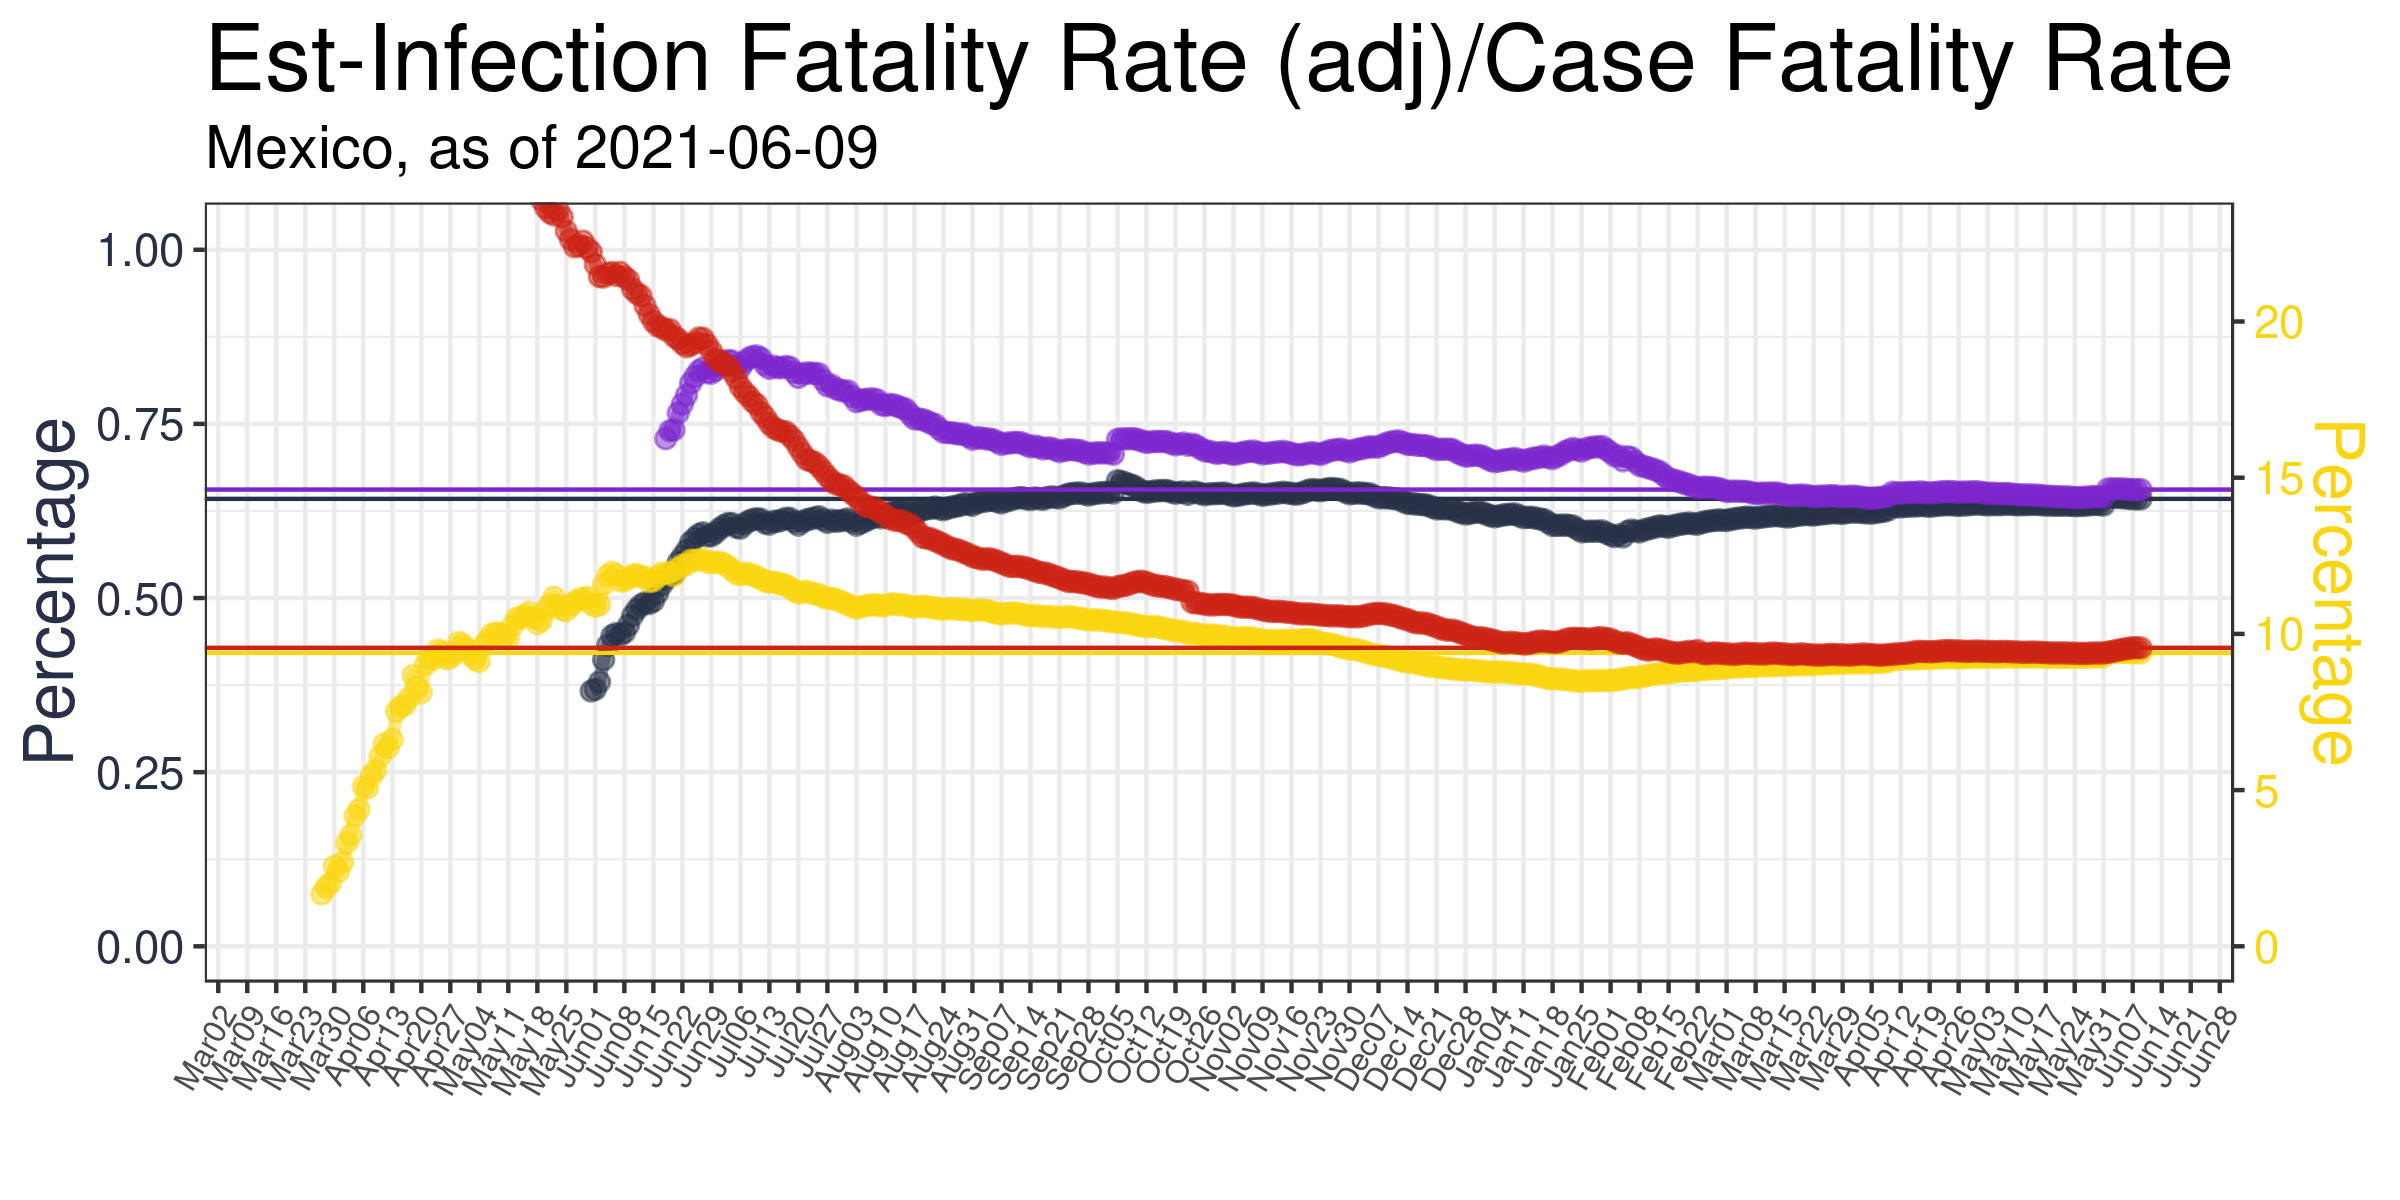 Est-Infection Fatality Rate (adj)/Case Fatality Rate
Mexico, as of 2021-06-09
Percentage
1.00
0.75
0.50
0.25
0.00
20
15
10
5
0
Percentage
Mar02
Mar09
Mar16
Mar23
Mar30
Apr06
Apr13
Apr20
Apr27
May04
May11
May18
May25
Jun01
Jun08
Jun15
Jun22
Jun29
Jul06
Jul13
Jul20
Jul27
Aug03
Aug10
Aug17
Aug24
Aug31
Sep07
Sep14
Sep21
Sep28
Oct05
Oct12
Oct19
Oct26
Nov02
Nov09
Nov16
Nov23
Nov30
Dec07
Dec14
Dec21
Dec28
Jan04
Jan11
Jan18
Jan25
Feb01
Feb08
Feb15
Feb22
Mar01
Mar08
Mar15
Mar22
Mar29
Apr05
Apr12
Apr19
Apr26
May03
May10
May17
May24
May31
Jun07
Jun14
Jun21
Jun28